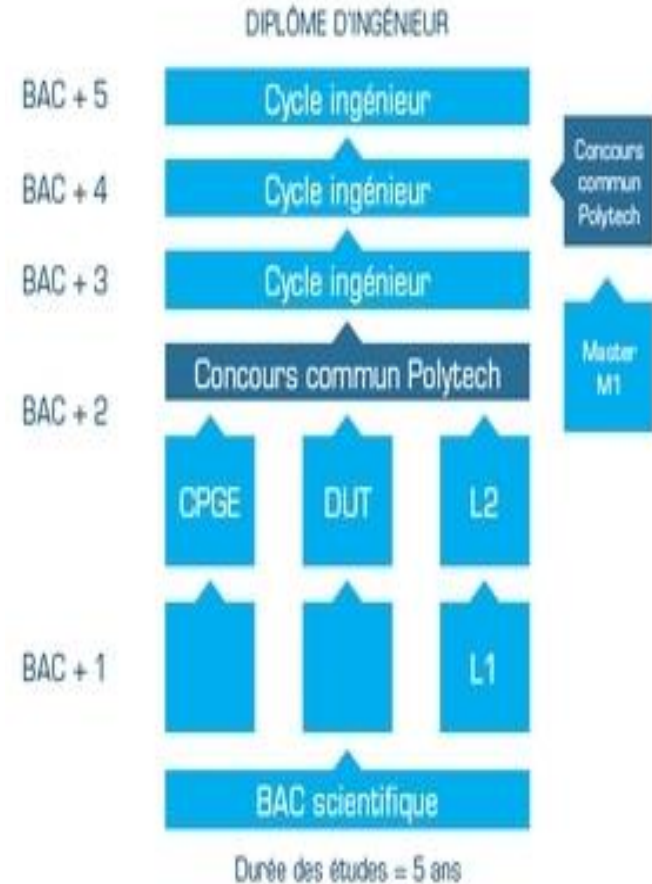 DIPLÔME D'INGÉNIEUR
BAC + 5
Cycle ingénieur
BAC + 4
Cycle ingénieur
Concours
commun
Polytech
BAC + 3
Cycle ingénieur
Concours commun Polytech
Master
M1
BAC + 2
CPGE
DUT
L2
BAC + 1
L1
BAC scientifique
Durée des études = 5 ans